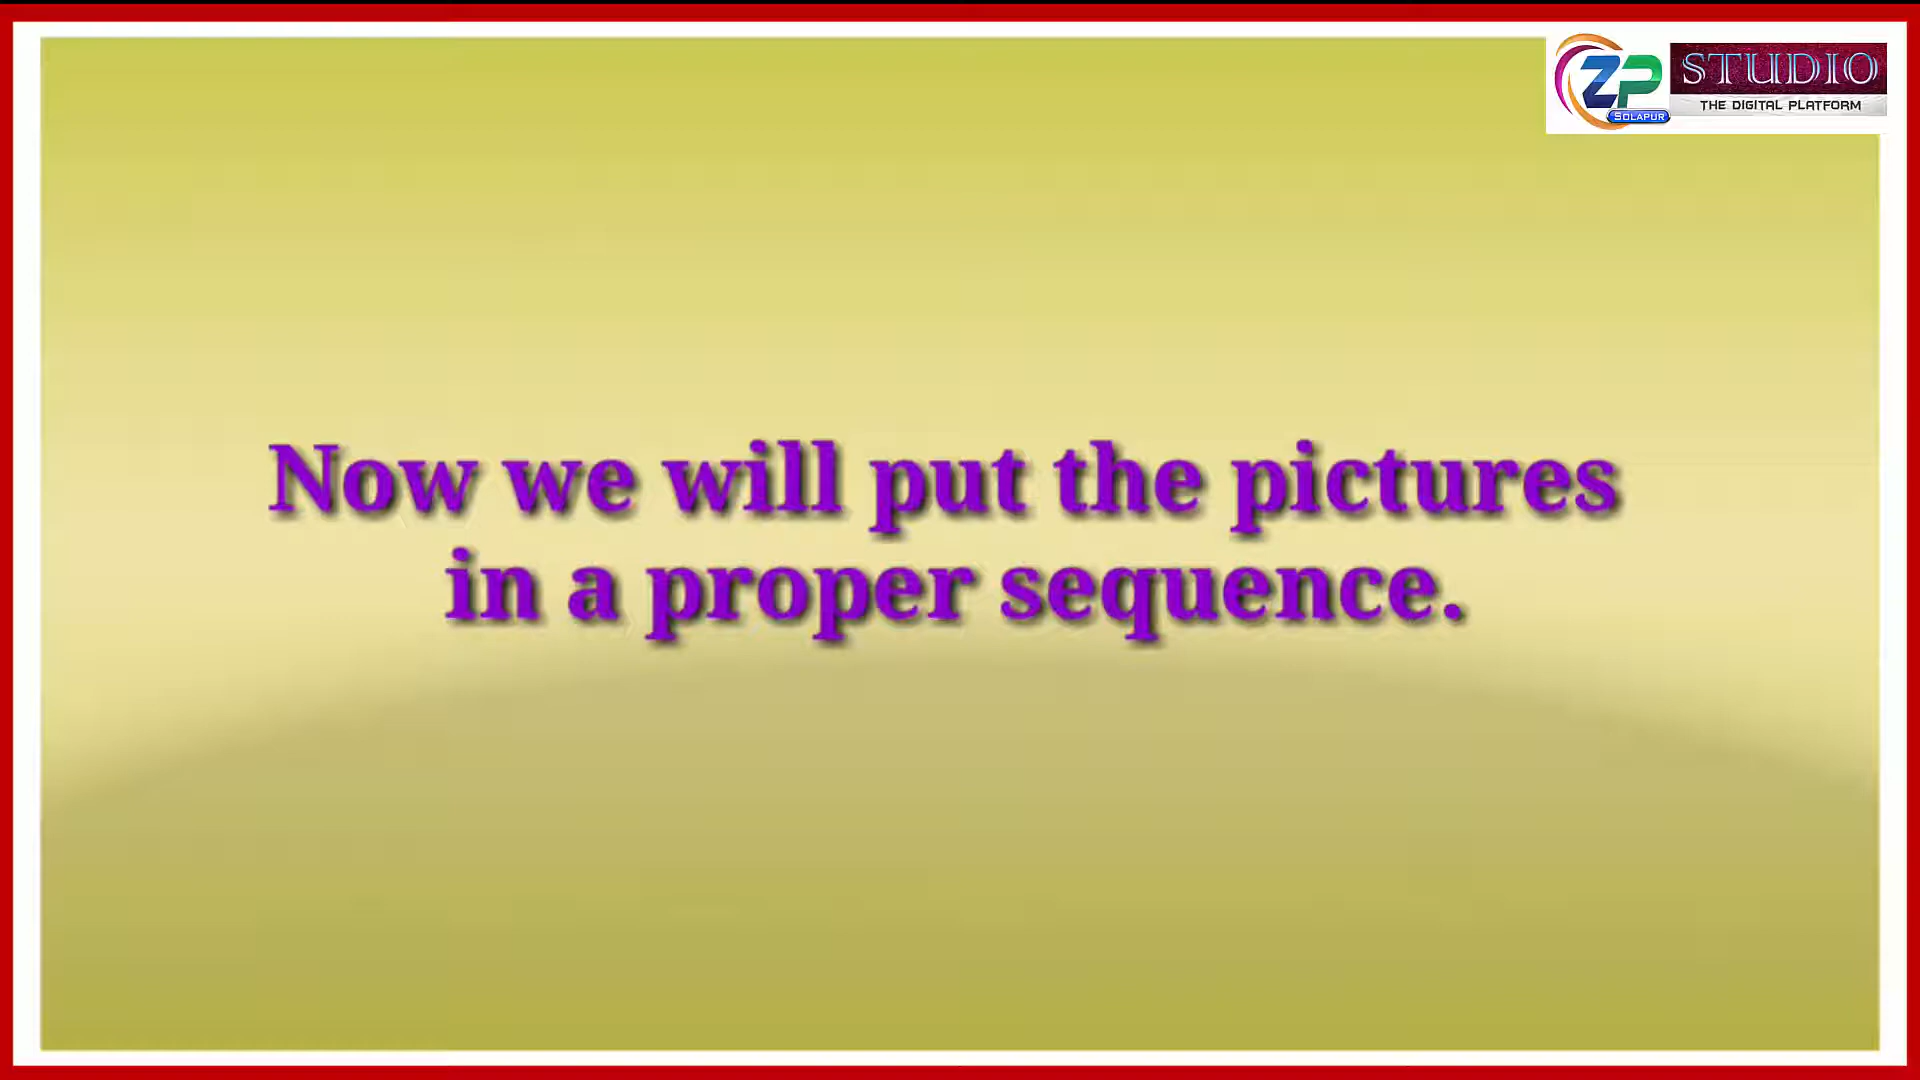 ZP STUDIO
SOLAPUR THE DIGITAL PLATFORM
Now we will put the pictures
in a proper sequence.